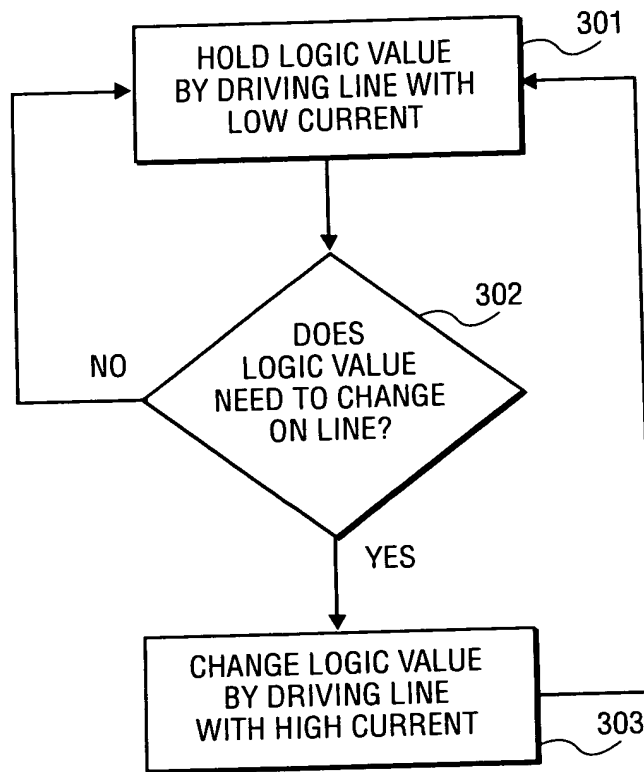 301
HOLD LOGIC VALUE
BY DRIVING LINE WITH
LOW CURRENT
302
DOES
LOGIC VALUE
NEED TO CHANGE
ON LINE?
NO
YES
CHANGE LOGIC VALUE
BY DRIVING LINE
WITH HIGH CURRENT
303